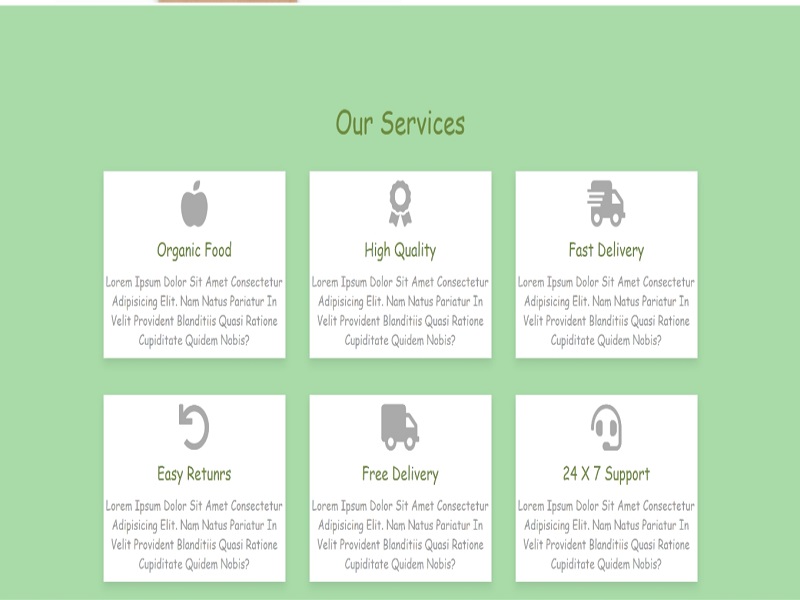 Our Services
Organic Food
Lorem Ipsum Dolor Sit Amet Consectetur
Adipisicing Elit. Nam Natus Pariatur In
Velit Provident Blanditiis Quasi Ratione
Cupiditate Quidem Nobis?
High Quality
Lorem Ipsum Dolor Sit Amet Consectetur
Adipisicing Elit. Nam Natus Pariatur In
Velit Provident Blanditiis Quasi Ratione
Cupiditate Quidem Nobis?
Fast Delivery
Lorem Ipsum Dolor Sit Amet Consectetur
Adipisicing Elit. Nam Natus Pariatur In
Velit Provident Blanditiis Quasi Ratione
Cupiditate Quidem Nobis?
Easy Retunrs
Lorem Ipsum Dolor Sit Amet Consectetur
Adipisicing Elit. Nam Natus Pariatur In
Velit Provident Blanditiis Quasi Ratione
Cupiditate Quidem Nobis?
Free Delivery
Lorem Ipsum Dolor Sit Amet Consectetur
Adipisicing Elit. Nam Natus Pariatur In
Velit Provident Blanditiis Quasi Ratione
Cupiditate Quidem Nobis?
24 X 7 Support
Lorem Ipsum Dolor Sit Amet Consectetur
Adipisicing Elit. Nam Natus Pariatur In
Velit Provident Blanditiis Quasi Ratione
Cupiditate Quidem Nobis?